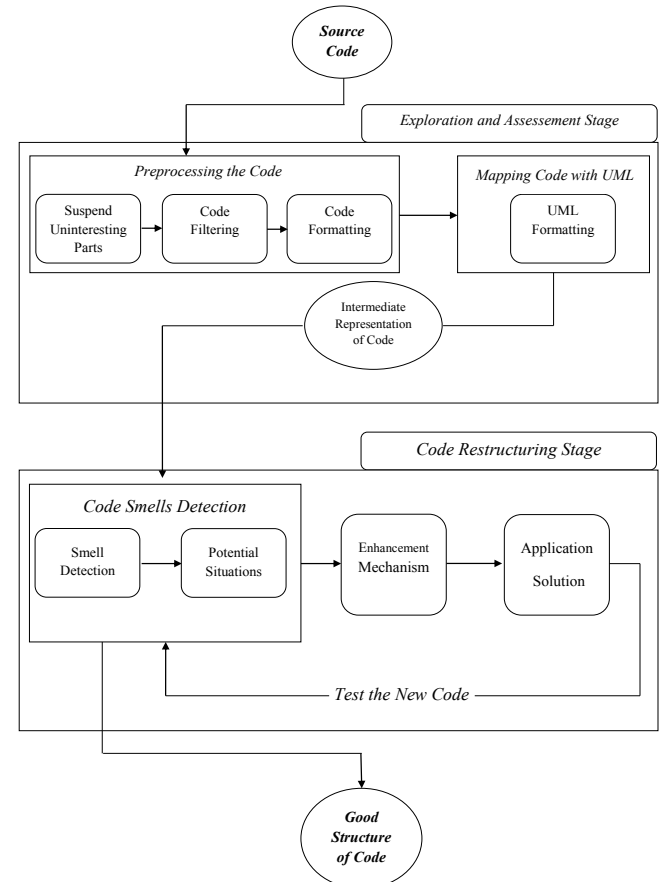 Source
Code
Exploration and Assessement Stage
Preprocessing the Code
Suspend
Uninteresting
Parts
Code
Filtering
Code
Formatting
Mapping Code with UML
UML
Formatting
Intermediate
Representation
of Code
Code Restructuring Stage
Code Smells Detection
Smell
Detection
Potential
Situations
Enhancement
Mechanism
Application
Solution
Test the New Code
Good
Structure
of Code